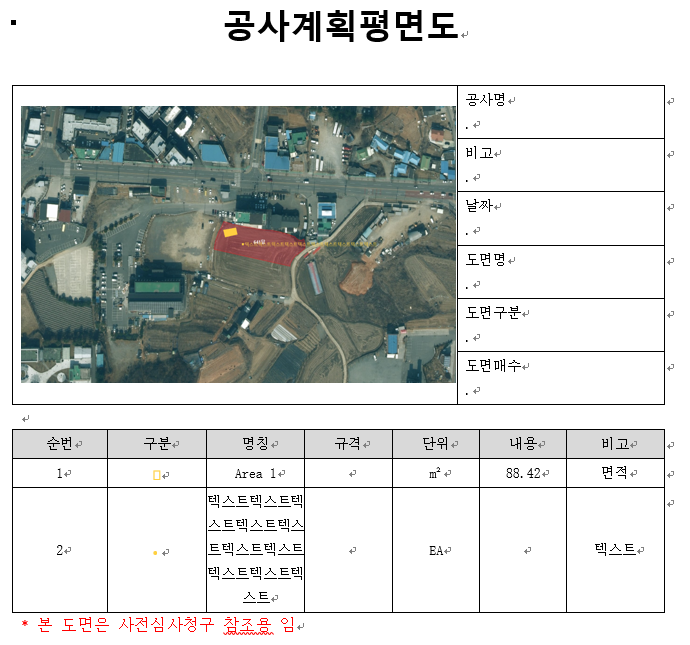 공사계획평면도
공사명
.
비고
.
날짜
.
도면명
.
도면구분
.
도면매수
.
순번 구분 명칭 규격 단위 내용 비고
1 Area 1 m² 88.42 면적
텍스트텍스트텍
스트텍스트텍스
2 트텍스트텍스트 EA 텍스트
텍스트텍스트텍
스트
* 본 도면은 사전심사청구 참조용 임